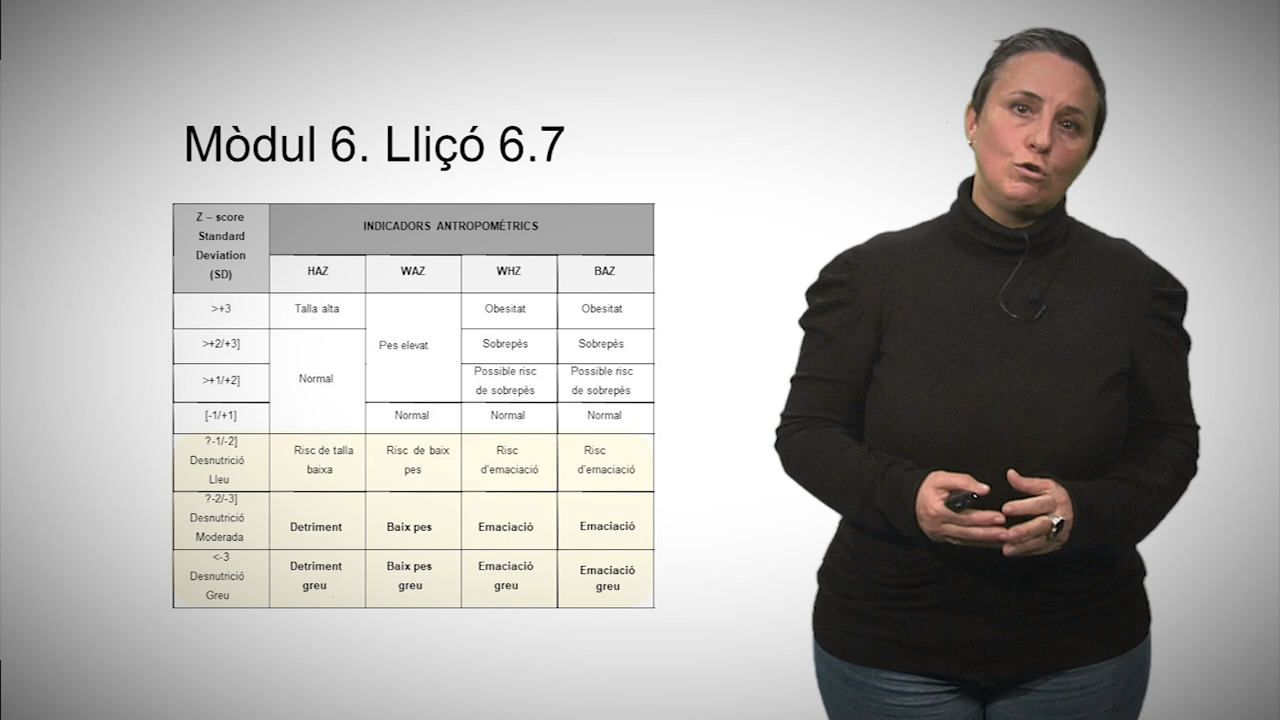 Mòdul 6. Lliçó 6.7
Z – score
Standard
Deviation
(SD)
INDICADORS ANTROPOMÈTRICS
HAZ WAZ WHZ BAZ
>+3 Talla alta Obesitat Obesitat
>+2/+3] Pes elevat Sobrepès Sobrepès
>+1/+2] Normal Possible risc Possible risc
de sobrepès de sobrepès
[-1/+1] Normal Normal Normal
?-1/-2] Risc de talla Risc de baix Risc Risc
Desnutrició baixa pes d'emaciació d'emaciació
Lleu
?-2/-3]
Desnutrició Detriment Baix pes Emaciació Emaciació
Moderada
<-3 Detriment Baix pes Emaciació Emaciació
Desnutrició greu greu greu greu
Greu